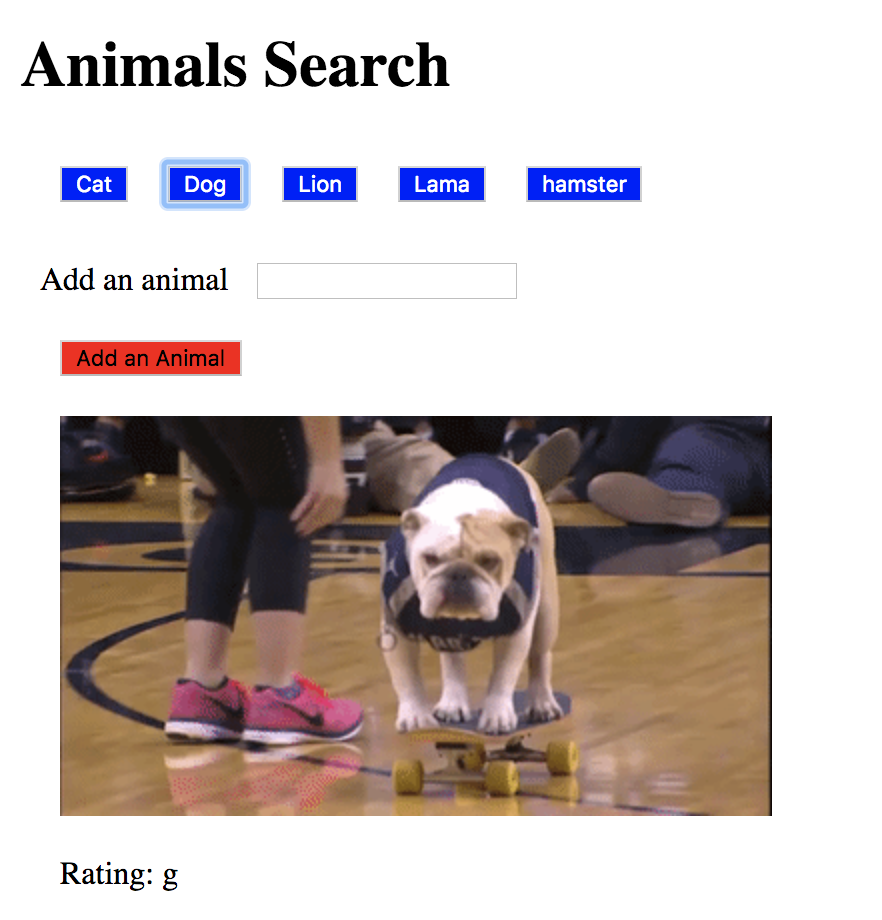 Animals Search
Cat Dog Lion Lama hamster
Add an animal
Add an Animal
Rating: g